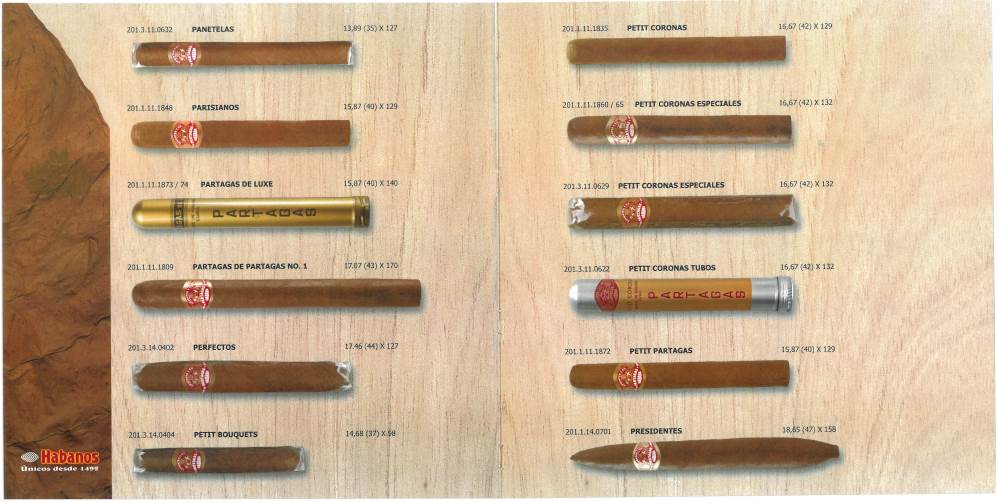 201.3.11.0632 PANETELAS 13,89 (35) X 127
201.1.11.1848 PARISIANOS 15,87 (40) X 129
201.1.11.1873 / 74 PARTAGAS DE LUXE 15,87 (40) X 140
PARTAGAS
201.1.11.1809 PARTAGAS DE PARTAGAS NO. 1 17.07 (43) X 170
201.3.14.0402 PERFECTOS 17.46 (44) X 127
201.3.14.0404 PETIT BOUQUETS 14,68 (37) X 98
Habanos
Únicos desde 1492
201.1.11.1835 PETIT CORONAS 16,67 (42) X 129
201.1.11.1860 / 65 PETIT CORONAS ESPECIALES 16,67 (42) X 132
201.3.11.0629 PETIT CORONAS ESPECIALES 16,67 (42) X 132
201.3.11.0622 PETIT CORONAS TUBOS 16,67 (42) X 132
PARTAGAS
201.1.11.1872 PETIT PARTAGAS 15,87 (40) X 129
201.1.14.0701 PRESIDENTES 18,65 (47) X 158